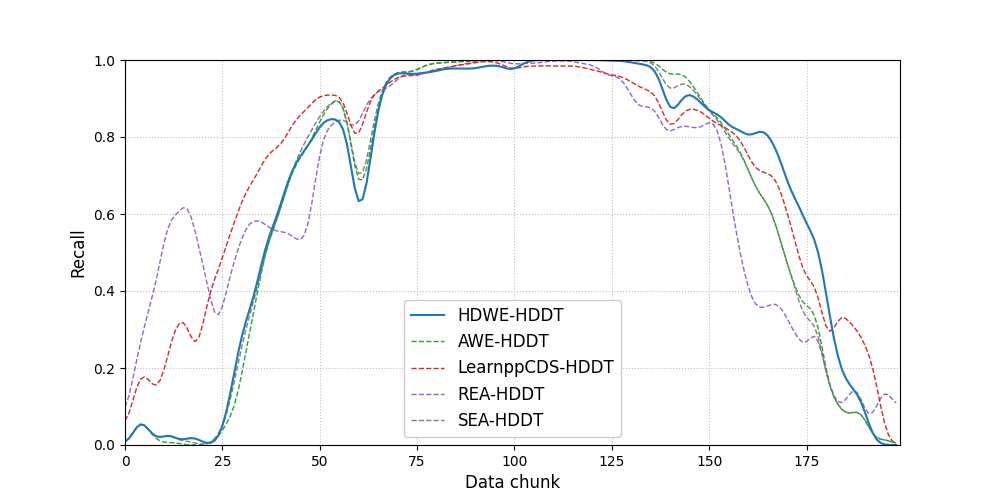 1.0
0.8
0.6
0.4
0.2
0.0
Recall
HDWE-HDDT
AWE-HDDT
LearnppCDS-HDDT
REA-HDDT
SEA-HDDT
0 25 50 75 100 125 150 175
Data chunk